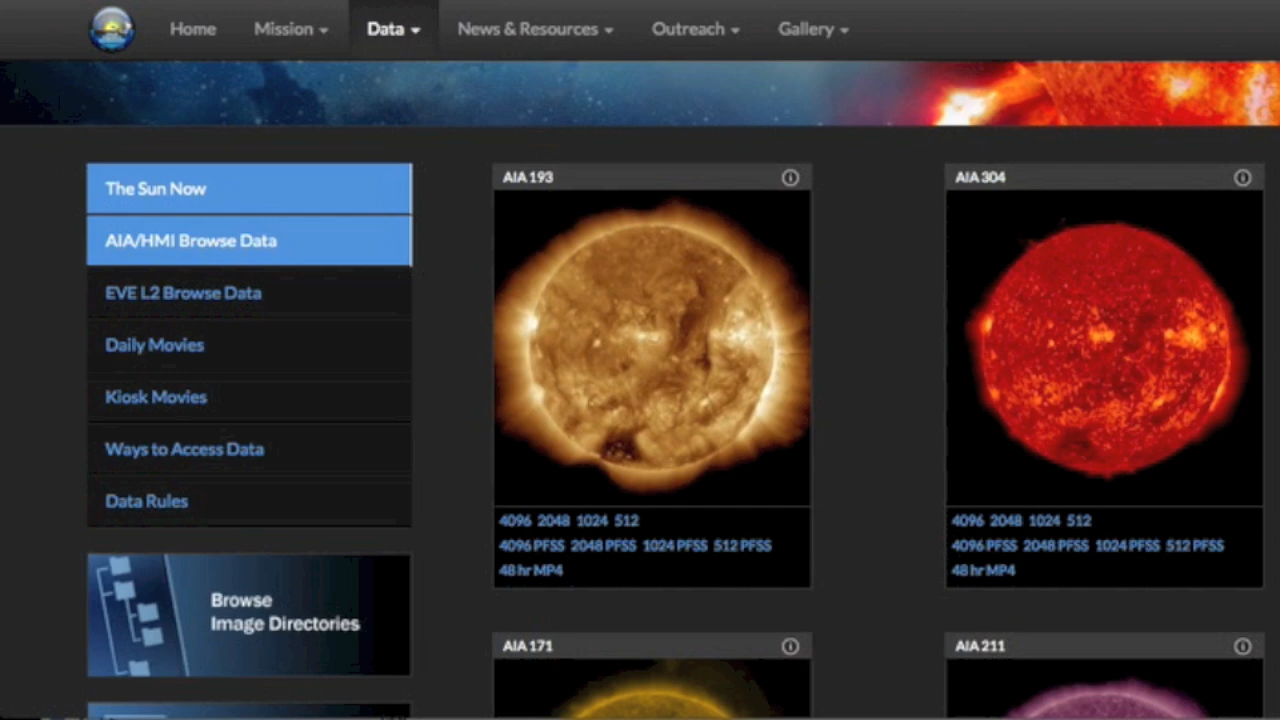 Home Mission Data News & Resources Outreach Gallery
The Sun Now
AIA/HMI Browse Data
EVE L2 Browse Data
Daily Movies
Kiosk Movies
Ways to Access Data
Data Rules
Browse
Image Directories
AIA 193
4096 2048 1024 512
4096 PFSS 2048 PFSS 1024 PFSS 512 PFSS
48 hr MP4
AIA 304
4096 2048 1024 512
4096 PFSS 2048 PFSS 1024 PFSS 512 PFSS
48 hr MP4
AIA 171
AIA 211